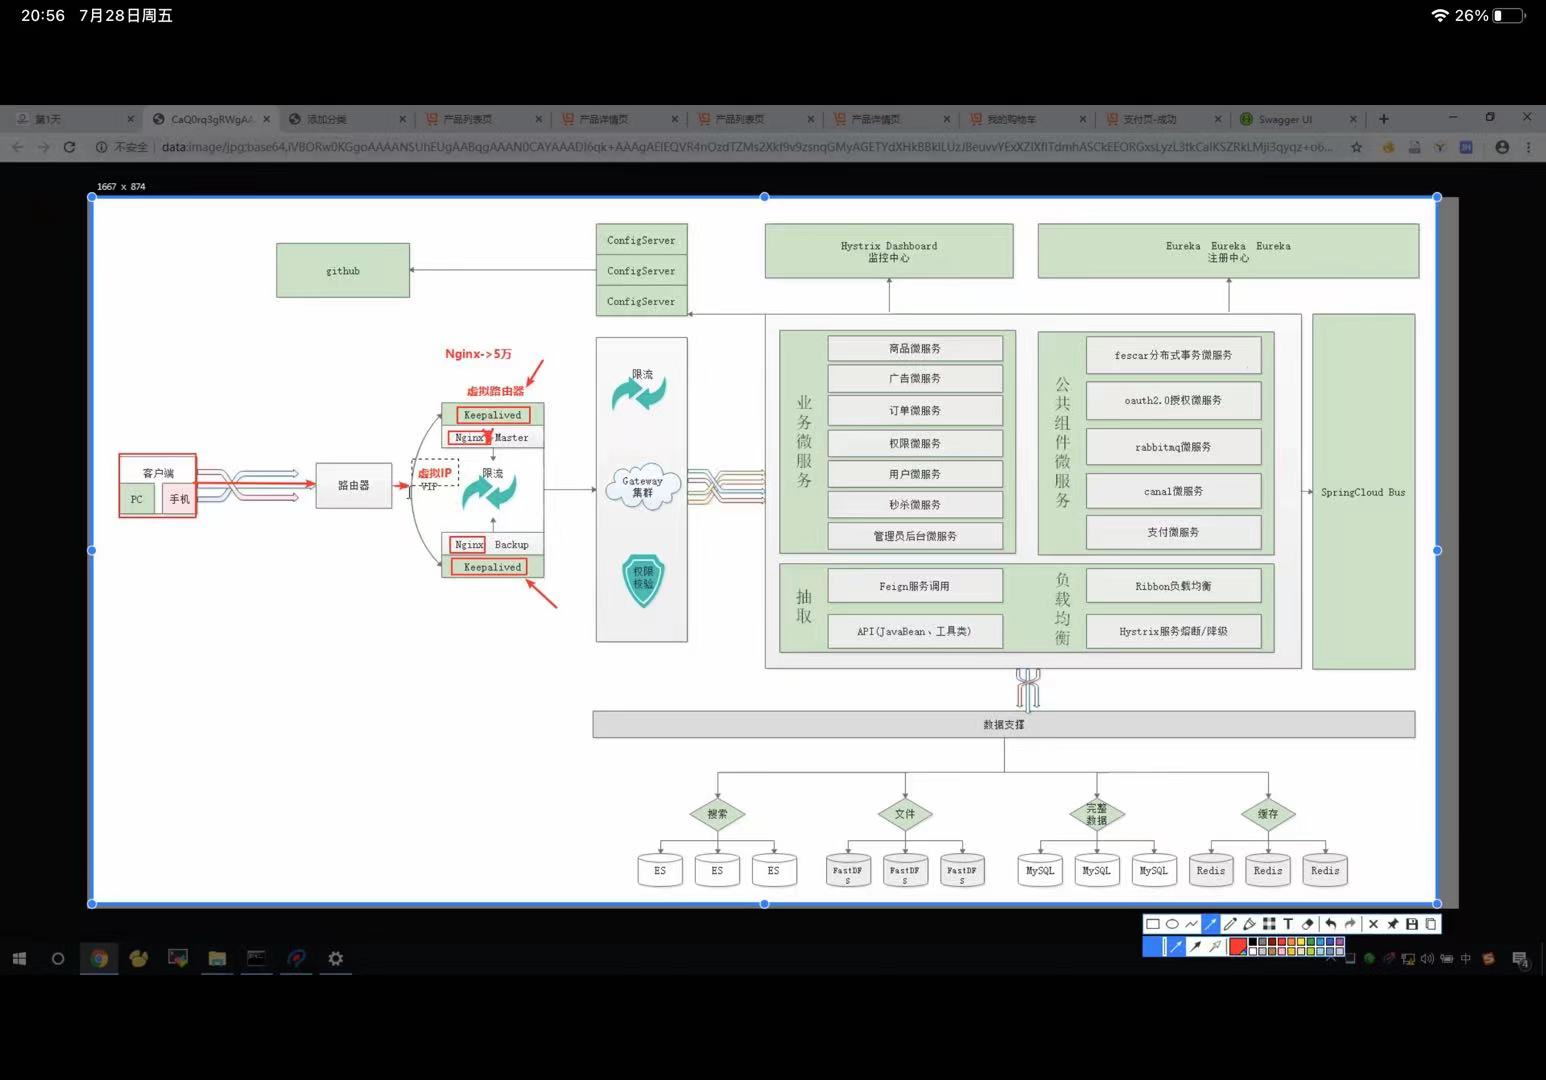 20:56 7月28日周五
26%
第1天
CaQ0rq3gRWgAA
添加分类
产品列表页
产品详情页
产品列表页
产品详情页
我的购物车
支付页-成功
Swagger UI
不安全
1667 x 874
github
ConfigServer
ConfigServer
ConfigServer
Hystrix Dashboard
监控中心
Eureka Eureka Eureka
注册中心
Nginx->5万
虚拟路由器
Keepalived
Nginx Master
客户端
PC
手机
路由器
虚拟IP
VIP
限流
Nginx Backup
Keepalived
限流
Gateway
集群
权限
校验
业务微服务
商品微服务
广告微服务
订单微服务
权限微服务
用户微服务
秒杀微服务
管理员后台微服务
公共组件微服务
fescar分布式事务微服务
oauth2.0授权微服务
rabbitmq微服务
canal微服务
支付微服务
SpringCloud Bus
抽取
Feign服务调用
API(JavaBean、工具类)
负载均衡
Ribbon负载均衡
Hystrix服务熔断/降级
数据支撑
搜索
文件
完整
数据
缓存
ES
ES
ES
FastDF
S
FastDF
S
FastDF
S
MySQL
MySQL
MySQL
Redis
Redis
Redis
T
中
4